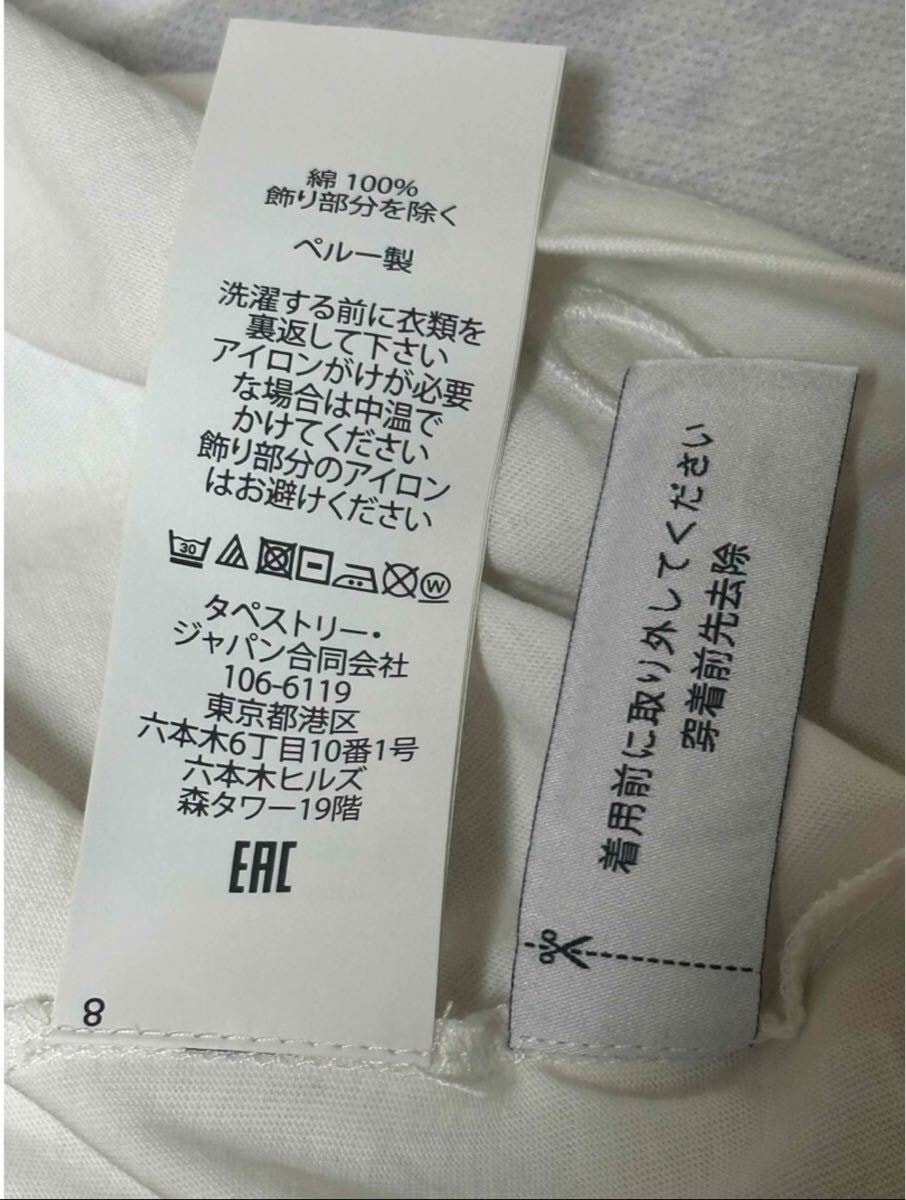 綿 100%
飾り部分を除く
ペルー製
洗濯する前に衣類を
裏返して下さい
アイロンがけが必要
な場合は中温で
かけてください
飾り部分のアイロン
はお避けください
30
W
タペストリー・
ジャパン合同会社
106-6119
東京都港区
六本木6丁目10番1号
六本木ヒルズ
森タワー19階
EAC
8
着用前に取り外してください
穿着前先去除